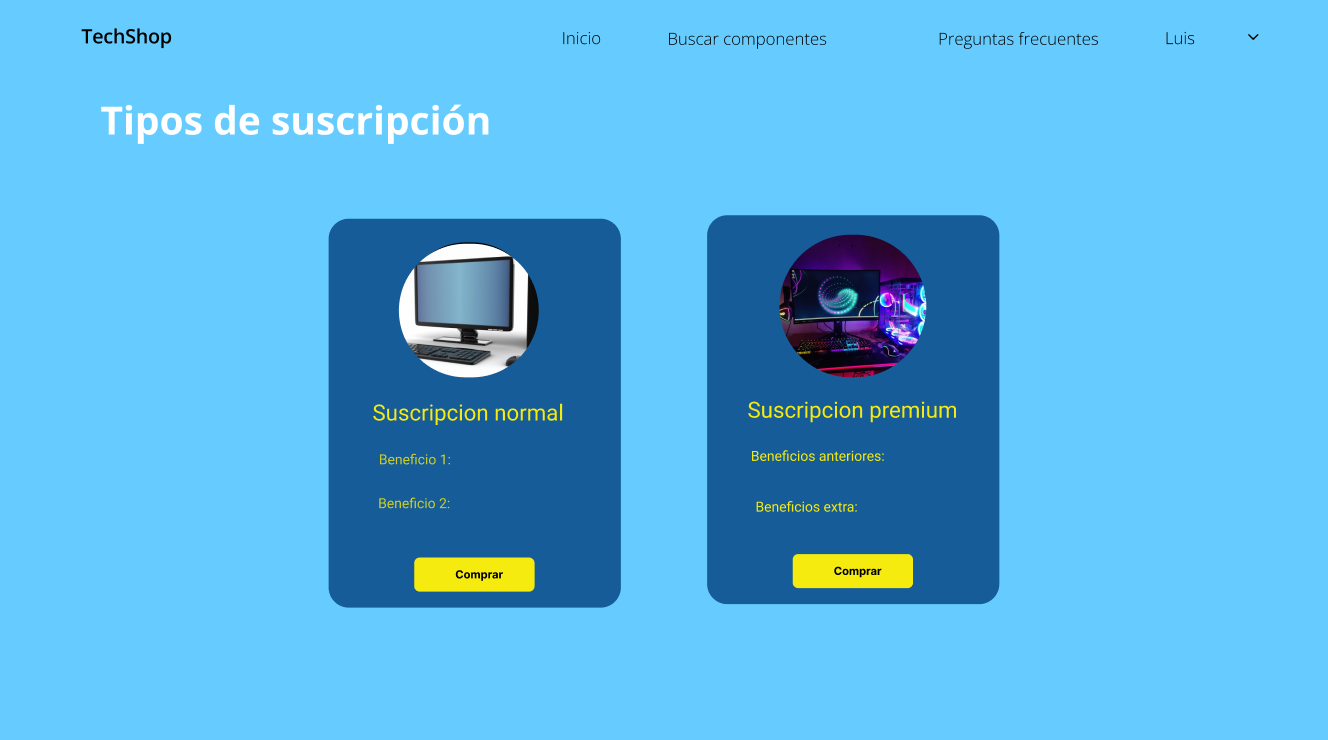 TechShop
Inicio
Buscar componentes
Preguntas frecuentes
Luis
Tipos de suscripción
Suscripcion normal
Beneficio 1:
Beneficio 2:
Comprar
Suscripcion premium
Beneficios anteriores:
Beneficios extra:
Comprar